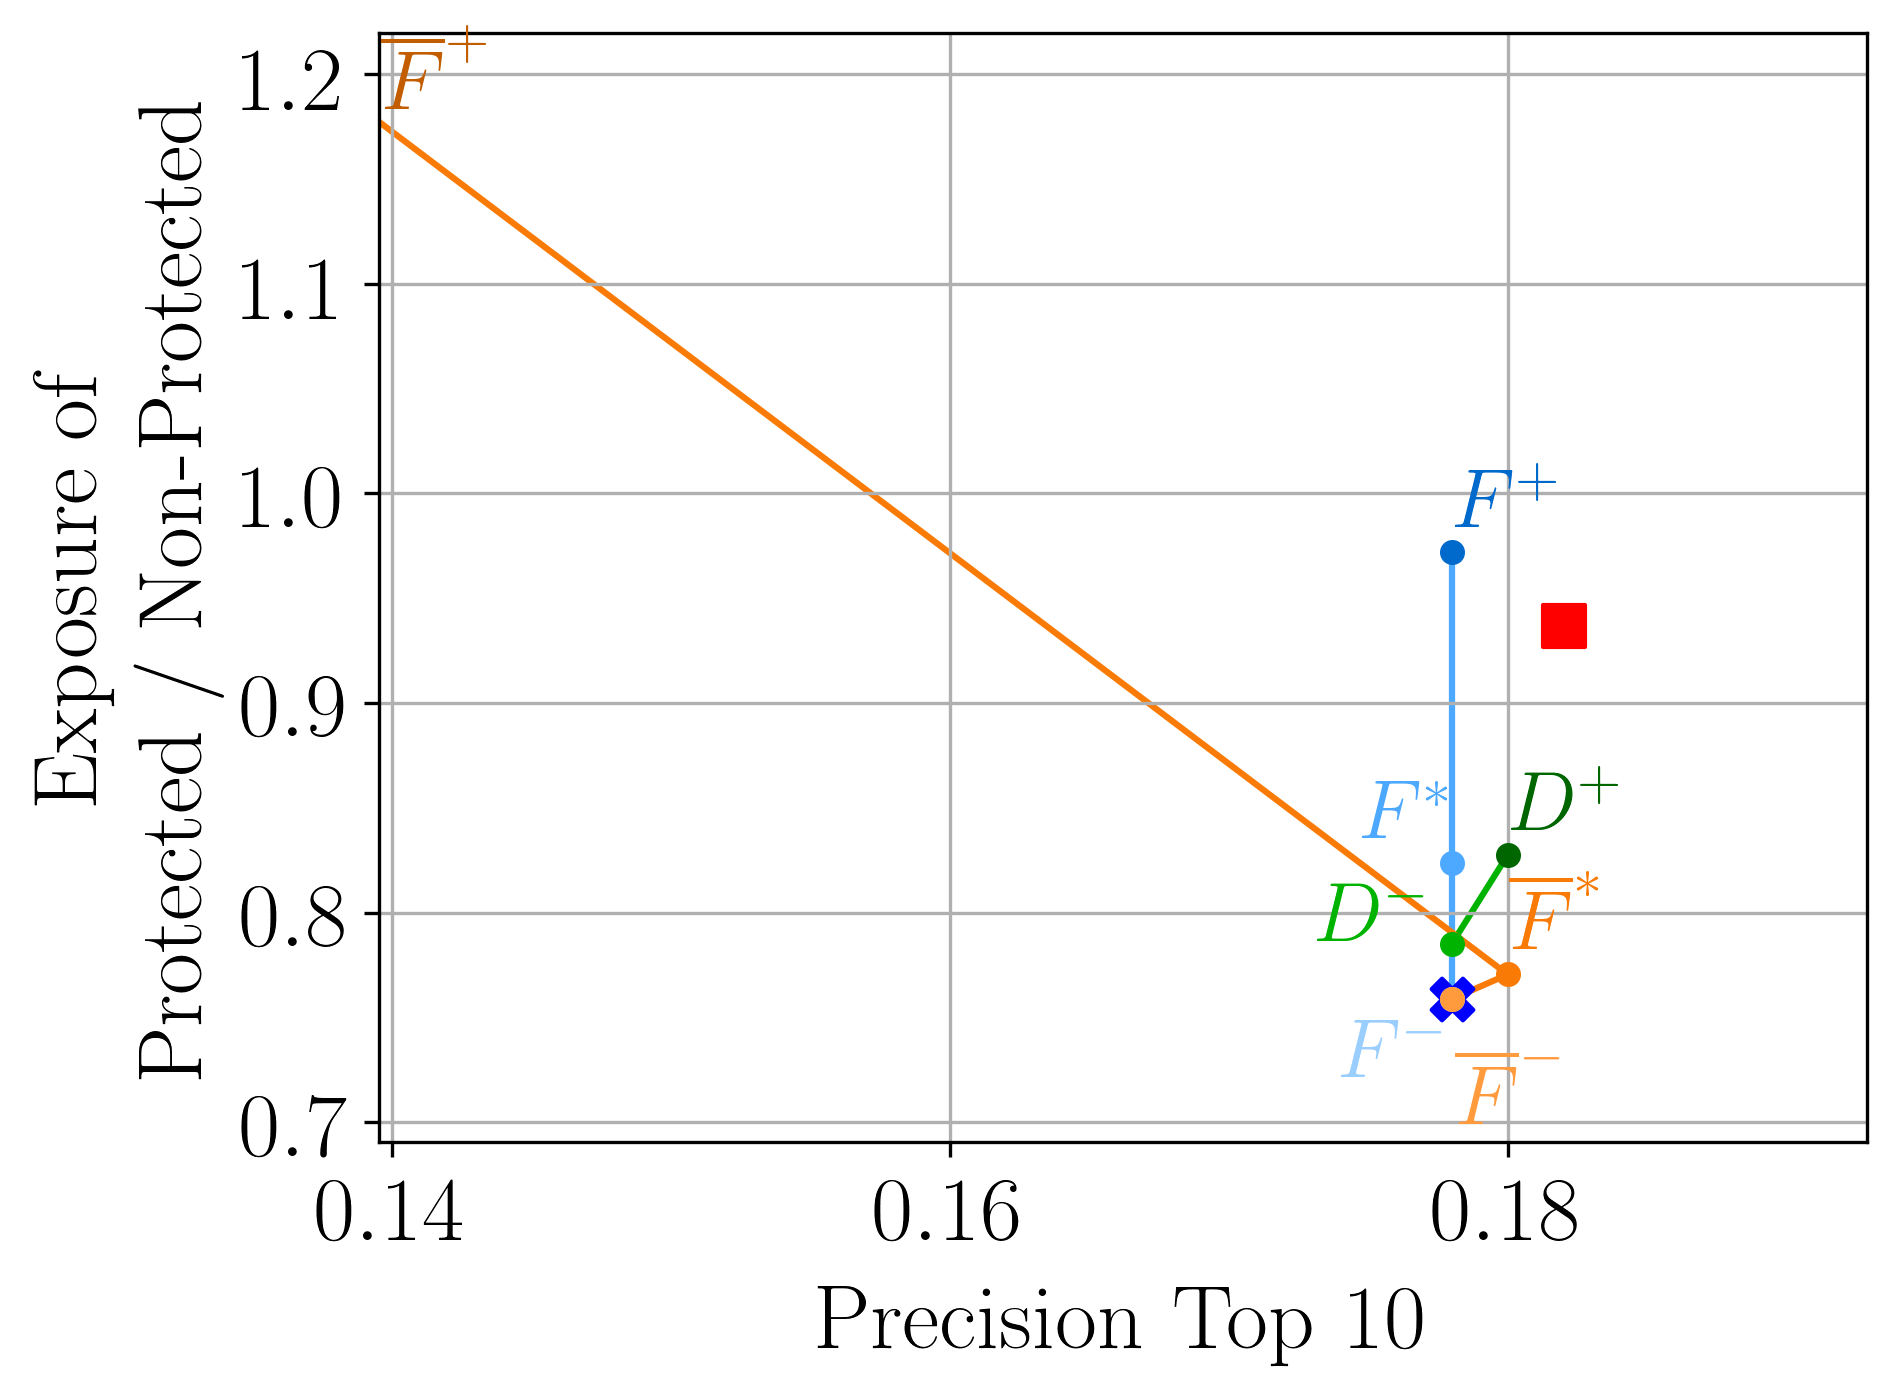 Exposure of
Protected / Non-Protected
1.2
1.1
1.0
0.9
0.8
0.7
F̅⁺
F⁺
F*
D⁺
D⁻
F̅*
F⁻
F̅⁻
0.14 0.16 0.18
Precision Top 10